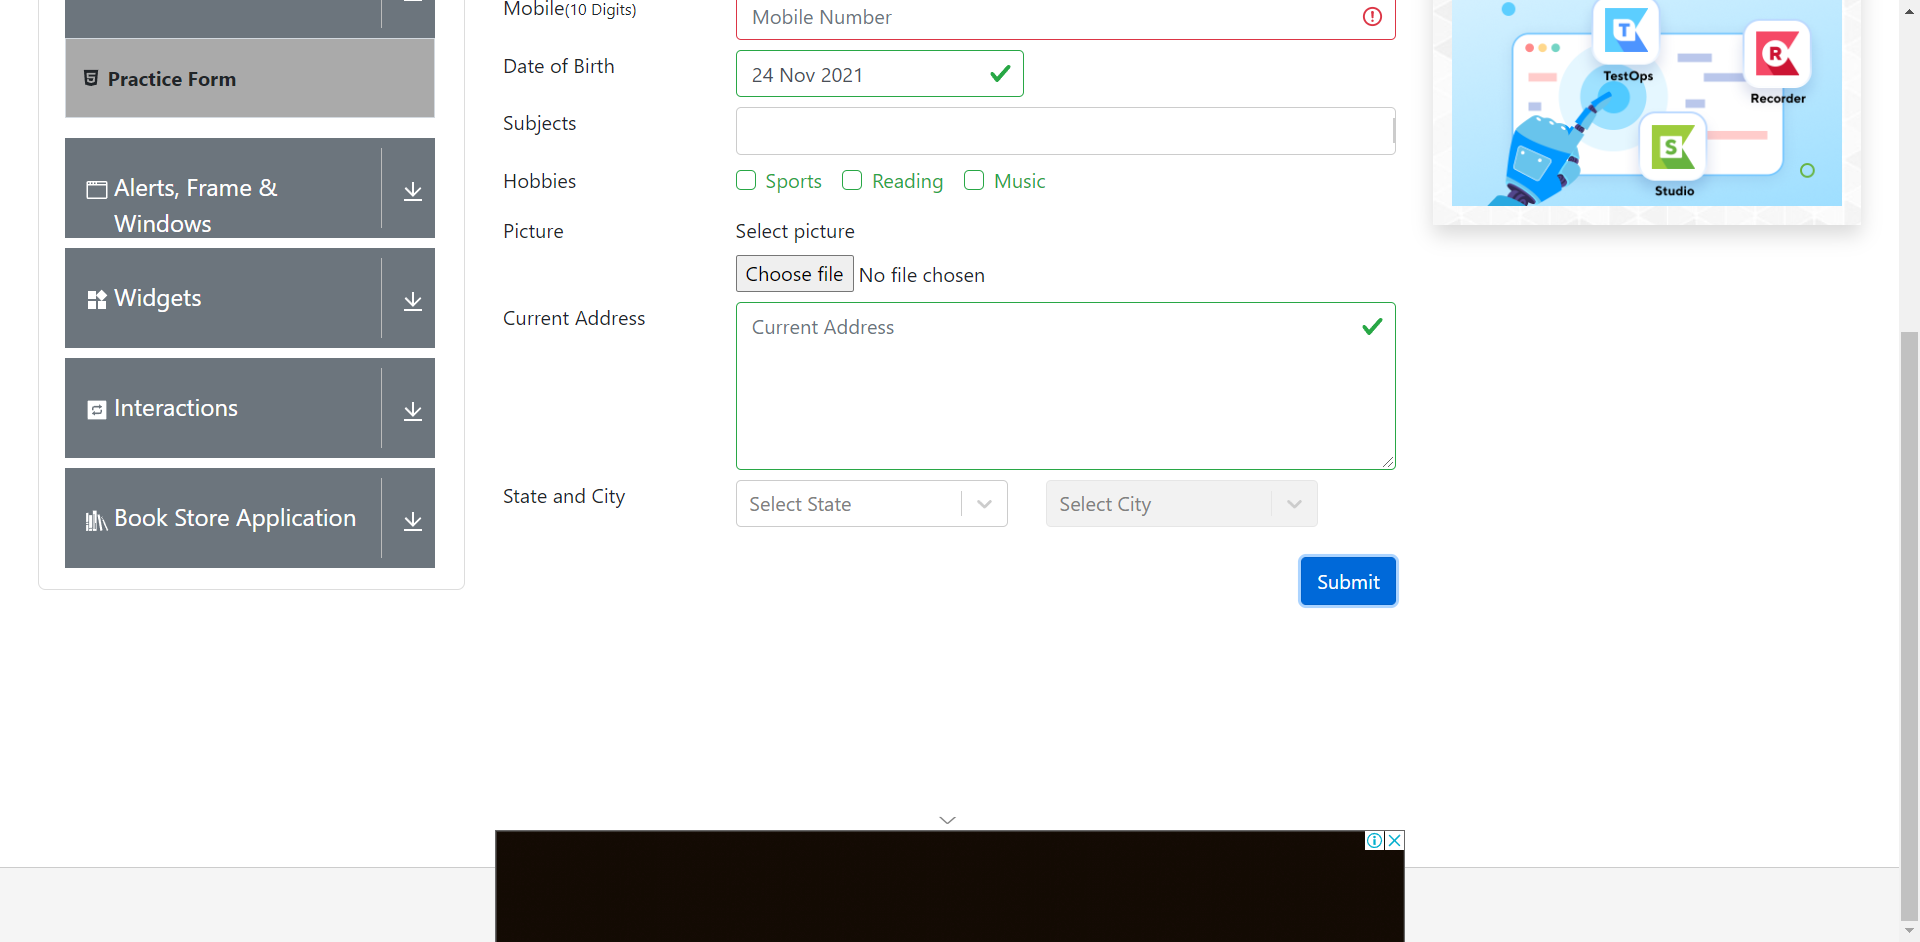 Mobile(10 Digits)
Mobile Number
Practice Form
Date of Birth
24 Nov 2021
Subjects
Hobbies
Sports
Reading
Music
Alerts, Frame &
Windows
Picture
Select picture
Choose file
No file chosen
Widgets
Current Address
Current Address
Interactions
State and City
Select State
Select City
Book Store Application
Submit
T
TestOps
R
Recorder
S
Studio